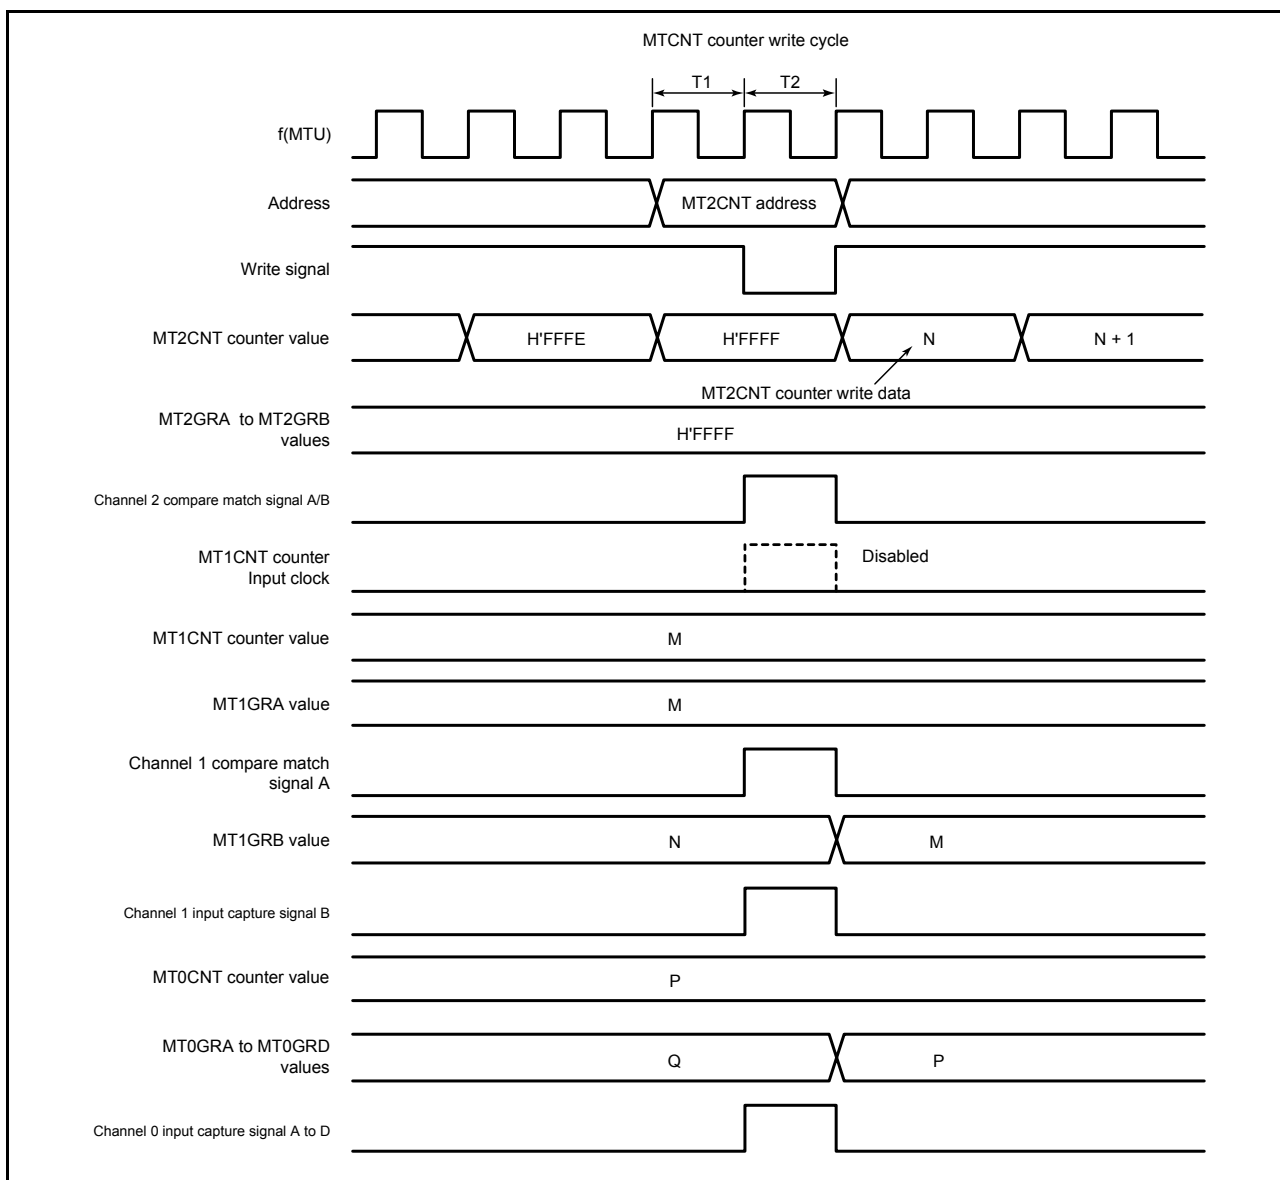 MTCNT counter write cycle
T1 T2
f(MTU)
Address MT2CNT address
Write signal
MT2CNT counter value H'FFFE H'FFFF N N + 1
MT2CNT counter write data
MT2GRA to MT2GRB
values
H'FFFF
Channel 2 compare match signal A/B
MT1CNT counter
Input clock
Disabled
MT1CNT counter value M
MT1GRA value M
Channel 1 compare match
signal A
MT1GRB value N M
Channel 1 input capture signal B
MT0CNT counter value P
MT0GRA to MT0GRD
values
Q P
Channel 0 input capture signal A to D